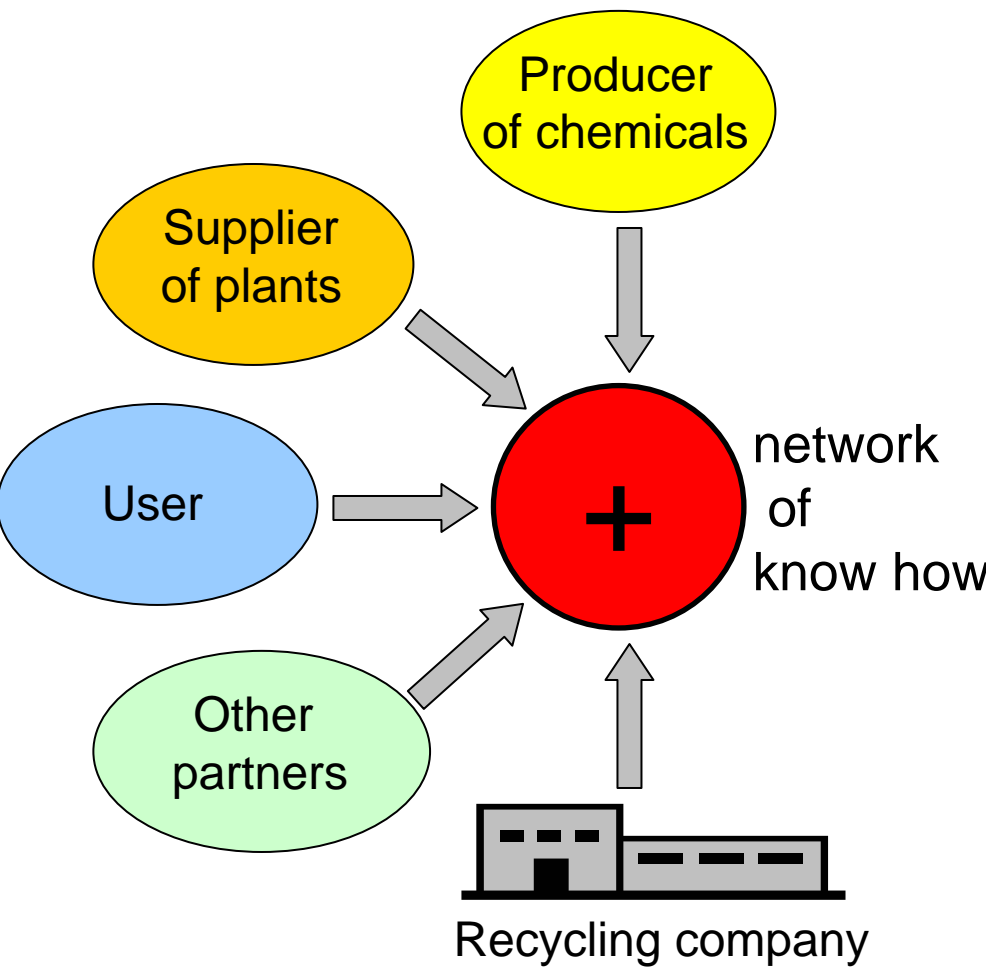 Producer
of chemicals
Supplier
of plants
network
of
know how
User
+
Other
partners
Recycling company